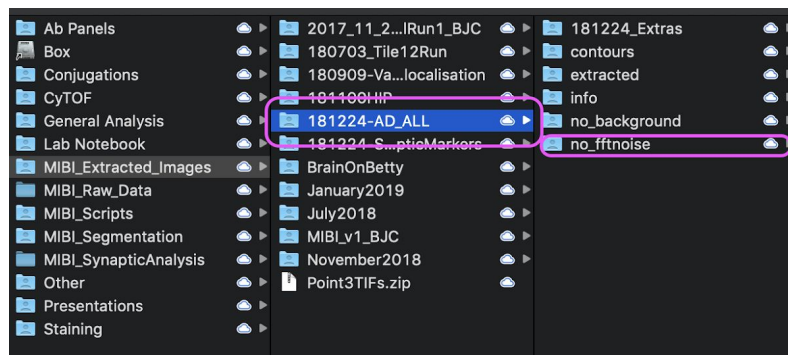 Ab Panels
Box
Conjugations
CyTOF
General Analysis
Lab Notebook
MIBI_Extracted_Images
MIBI_Raw_Data
MIBI_Scripts
MIBI_Segmentation
MIBI_SynapticAnalysis
Other
Presentations
Staining
2017_11_2...lRun1_BJC
180703_Tile12Run
180909-Va...localisation
181100HIP
181224-AD_ALL
181224-S...pticMarkers
BrainOnBetty
January2019
July2018
MIBI_v1_BJC
November2018
Point3TIFs.zip
181224_Extras
contours
extracted
info
no_background
no_fftnoise